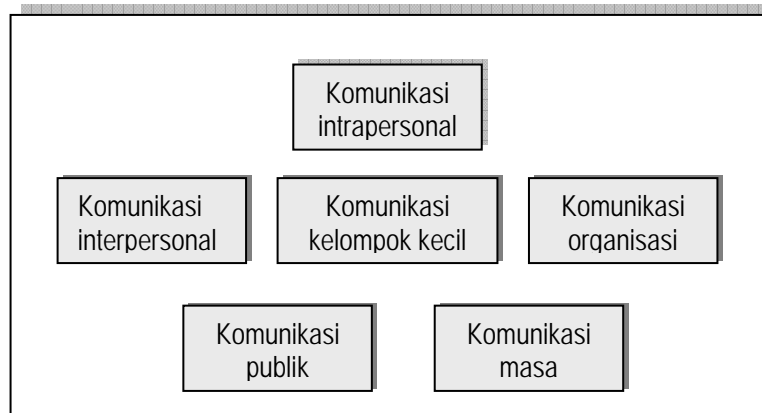 Komunikasi
intrapersonal
Komunikasi
interpersonal
Komunikasi
kelompok kecil
Komunikasi
organisasi
Komunikasi
publik
Komunikasi
masa